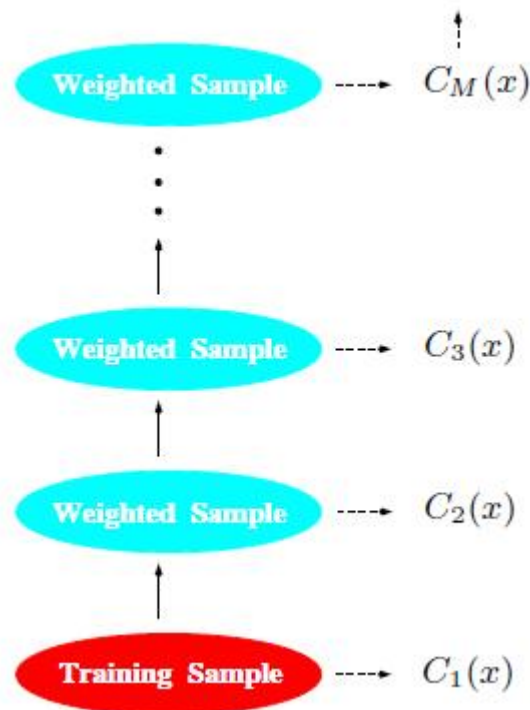 Weighted Sample C_M(x)
Weighted Sample C_3(x)
Weighted Sample C_2(x)
Training Sample C_1(x)